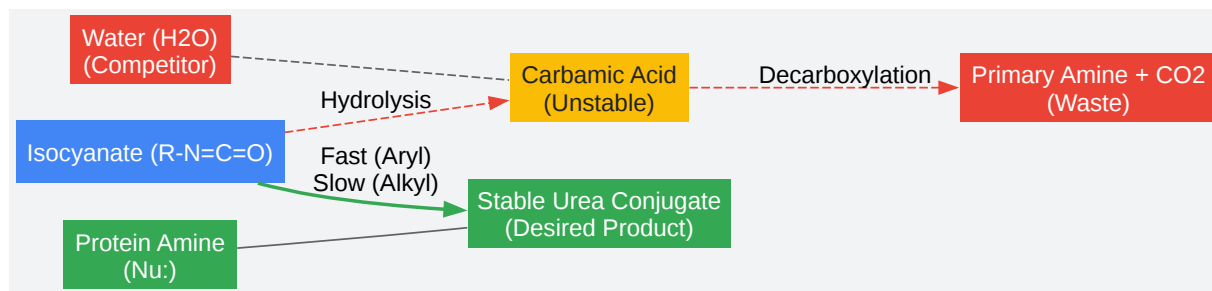 Water (H2O)
(Competitor)
Carbamic Acid
(Unstable)
Decarboxylation
Primary Amine + CO2
(Waste)
Hydrolysis
Isocyanate (R-N=C=O)
Fast (Aryl)
Slow (Alkyl)
Stable Urea Conjugate
(Desired Product)
Protein Amine
(Nu:)